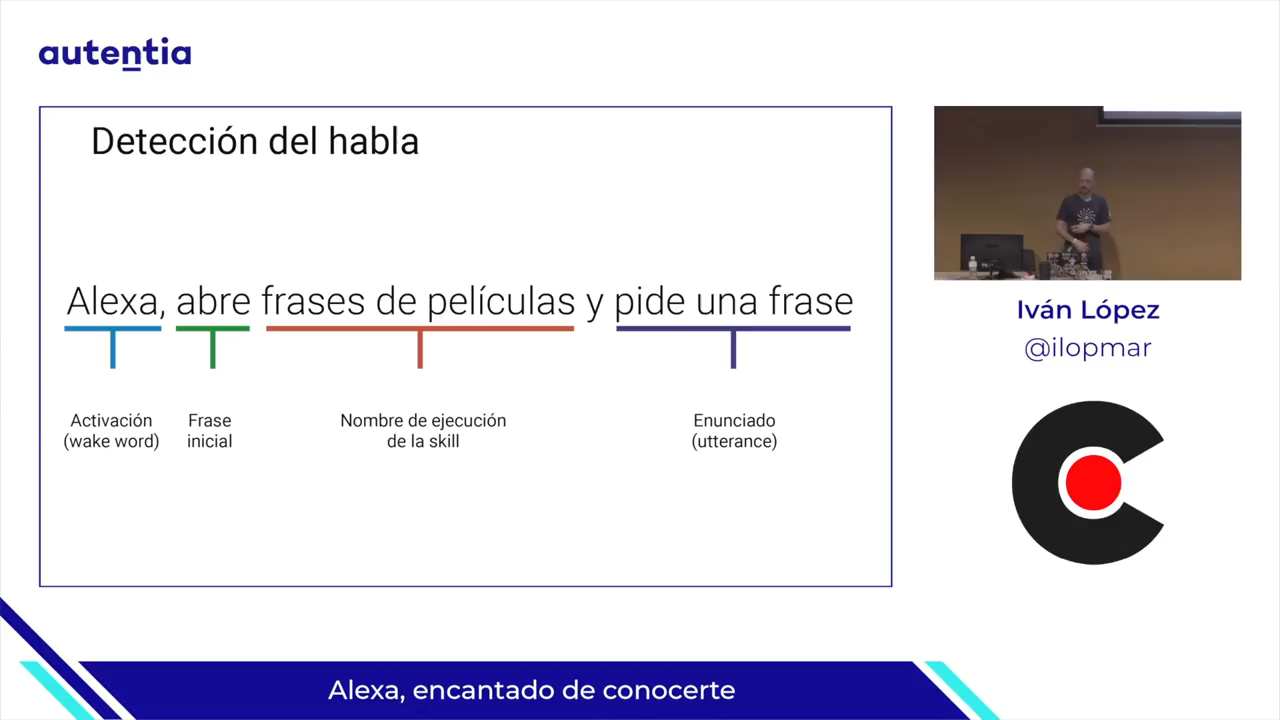 autentia
Detección del habla
Alexa, abre frases de películas y pide una frase
Activación
(wake word)
Frase
inicial
Nombre de ejecución
de la skill
Enunciado
(utterance)
Iván López
@ilopmar
Alexa, encantado de conocerte